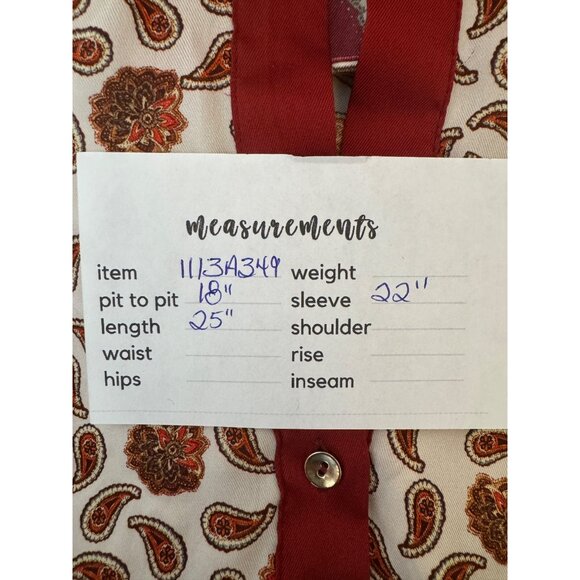 measurements
item 1113A349 weight
pit to pit 18" sleeve 22"
length 25" shoulder
waist rise
hips inseam